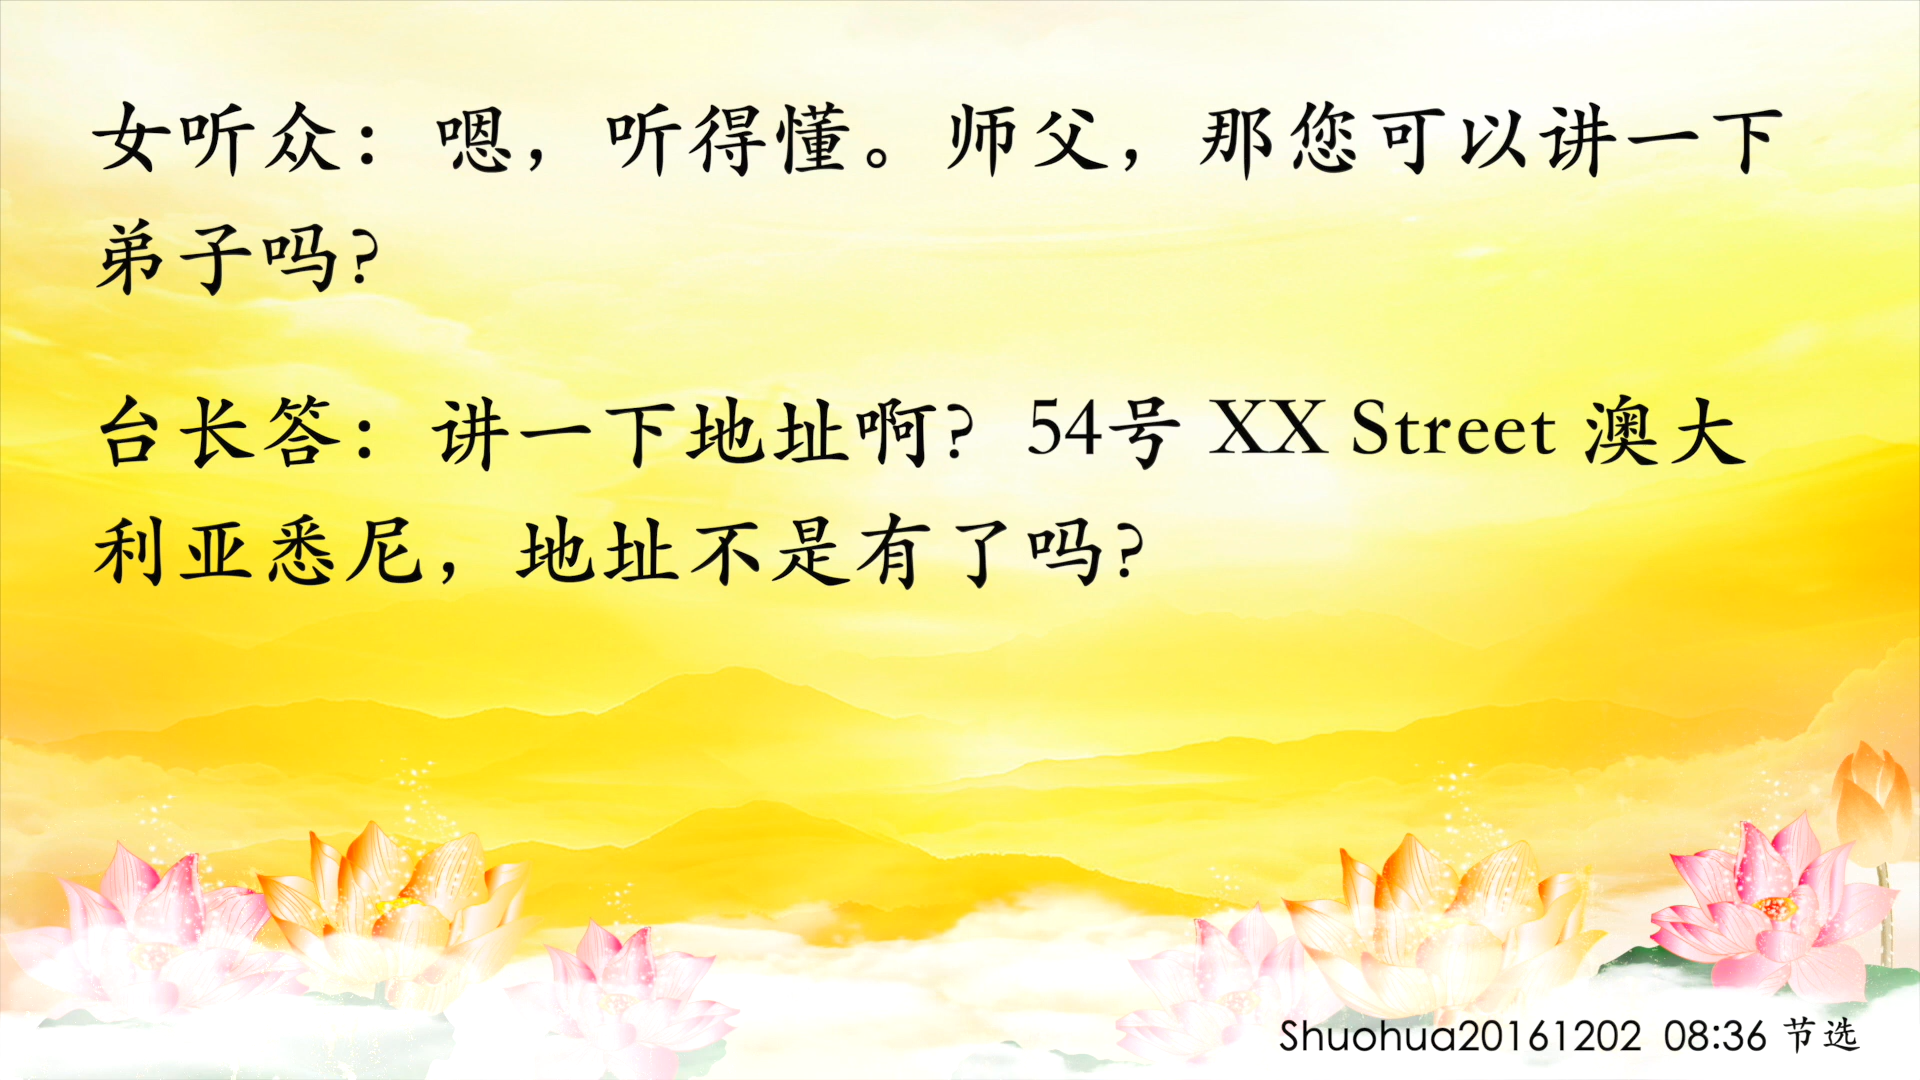 女听众：嗯，听得懂。师父，那您可以讲一下
弟子吗？
台长答：讲一下地址啊？54号 XX Street 澳大
利亚悉尼，地址不是有了吗？
Shuohua20161202 08:36 节选